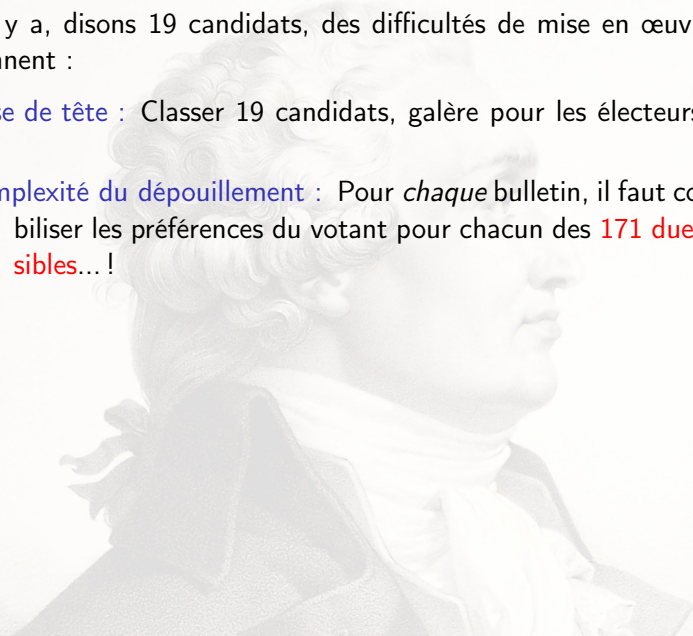 y a, disons 19 candidats, des difficultés de mise en œuv
nnent :
se de tête : Classer 19 candidats, galère pour les électeurs
mplexité du dépouillement : Pour chaque bulletin, il faut co
biliser les préférences du votant pour chacun des 171 due
sibles... !